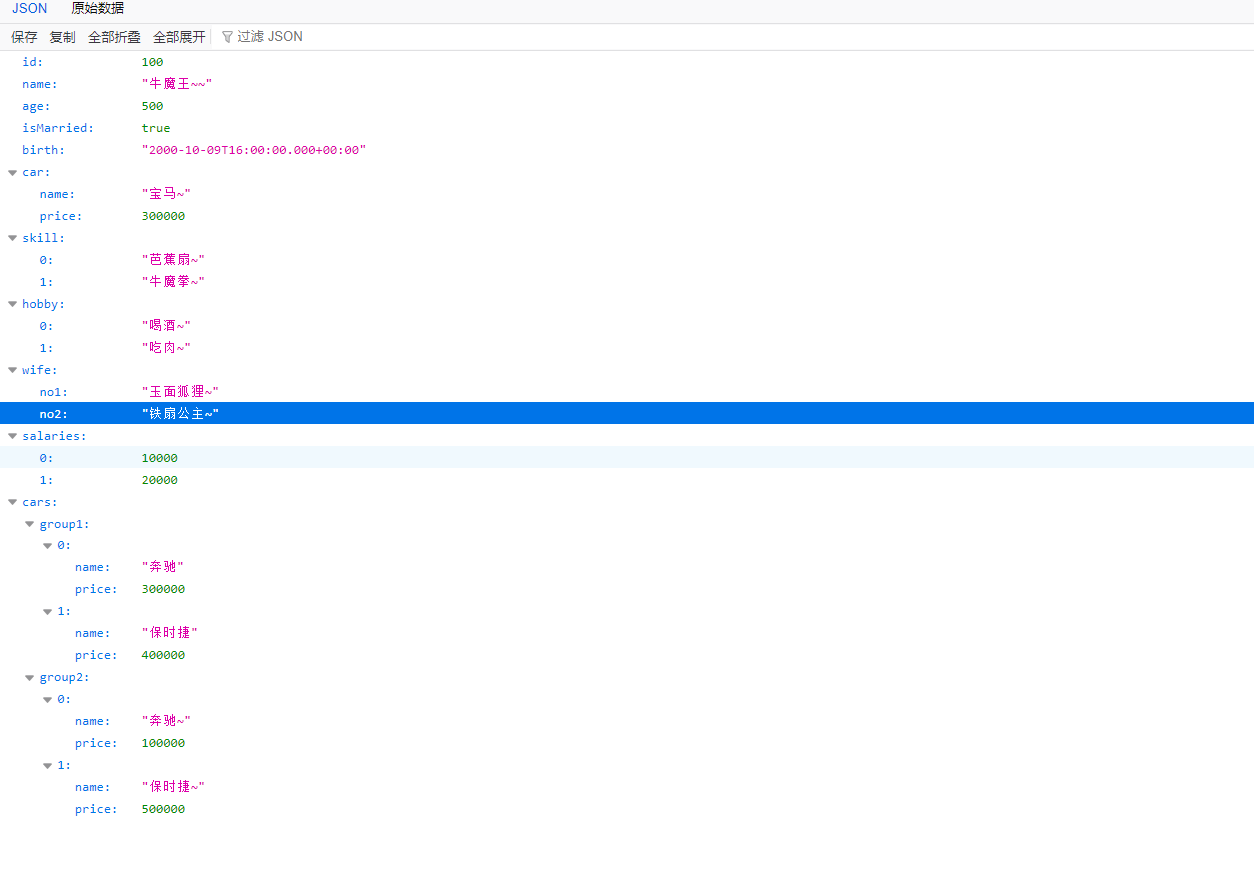 JSON 原始数据
保存 复制 全部折叠 全部展开 过滤 JSON
id: 100
name: "牛魔王~~"
age: 500
isMarried: true
birth: "2000-10-09T16:00:00.000+00:00"
car:
name: "宝马~"
price: 300000
skill:
0: "芭蕉扇~"
1: "牛魔拳~"
hobby:
0: "喝酒~"
1: "吃肉~"
wife:
no1: "玉面狐狸~"
no2: "铁扇公主~"
salaries:
0: 10000
1: 20000
cars:
group1:
0:
name: "奔驰"
price: 300000
1:
name: "保时捷"
price: 400000
group2:
0:
name: "奔驰~"
price: 100000
1:
name: "保时捷~"
price: 500000